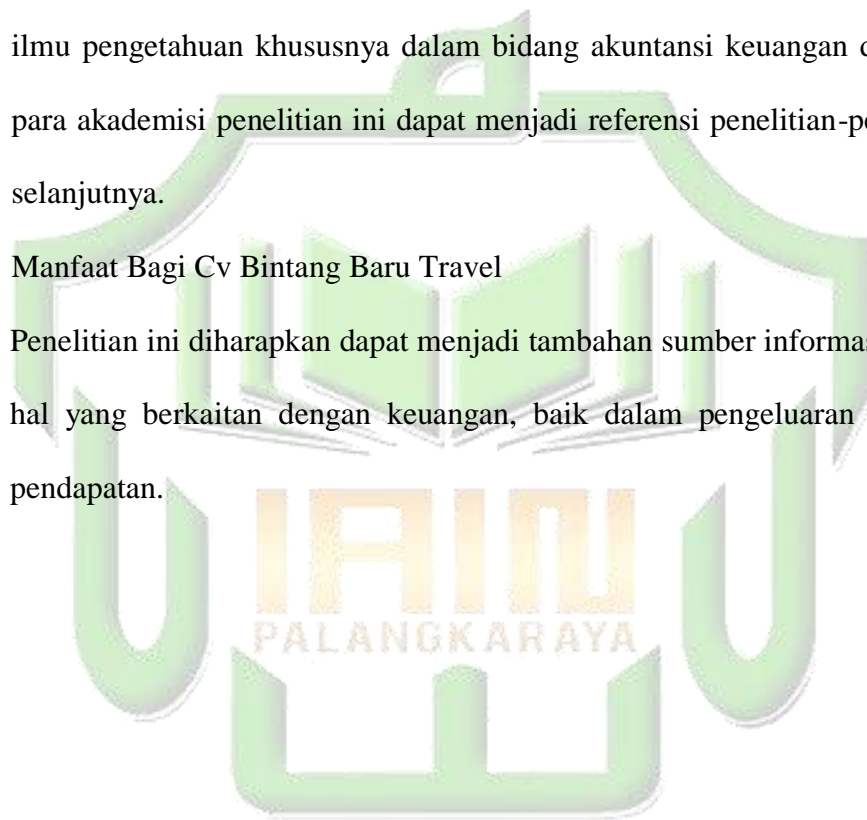 ilmu pengetahuan khususnya dalam bidang akuntansi keuangan
para akademisi penelitian ini dapat menjadi referensi penelitian-
selanjutnya.
Manfaat Bagi Cv Bintang Baru Travel
Penelitian ini diharapkan dapat menjadi tambahan sumber
hal yang berkaitan dengan keuangan, baik dalam pengeluaran
pendapatan.
IAIN
PALANGKARAYA